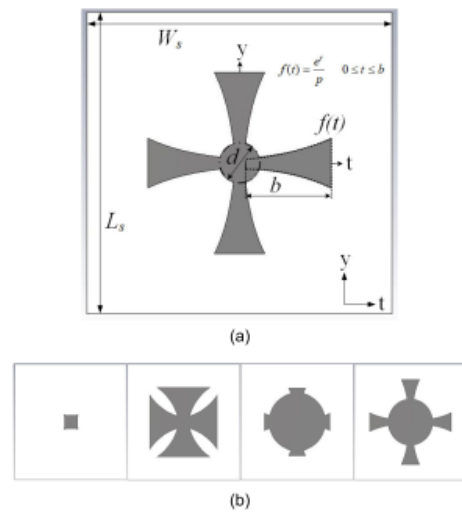 W_s
y
f(t) = e^t/p 0 ≤ t ≤ b
f(t)
d
t
b
L_s
y
t
(a)
(b)